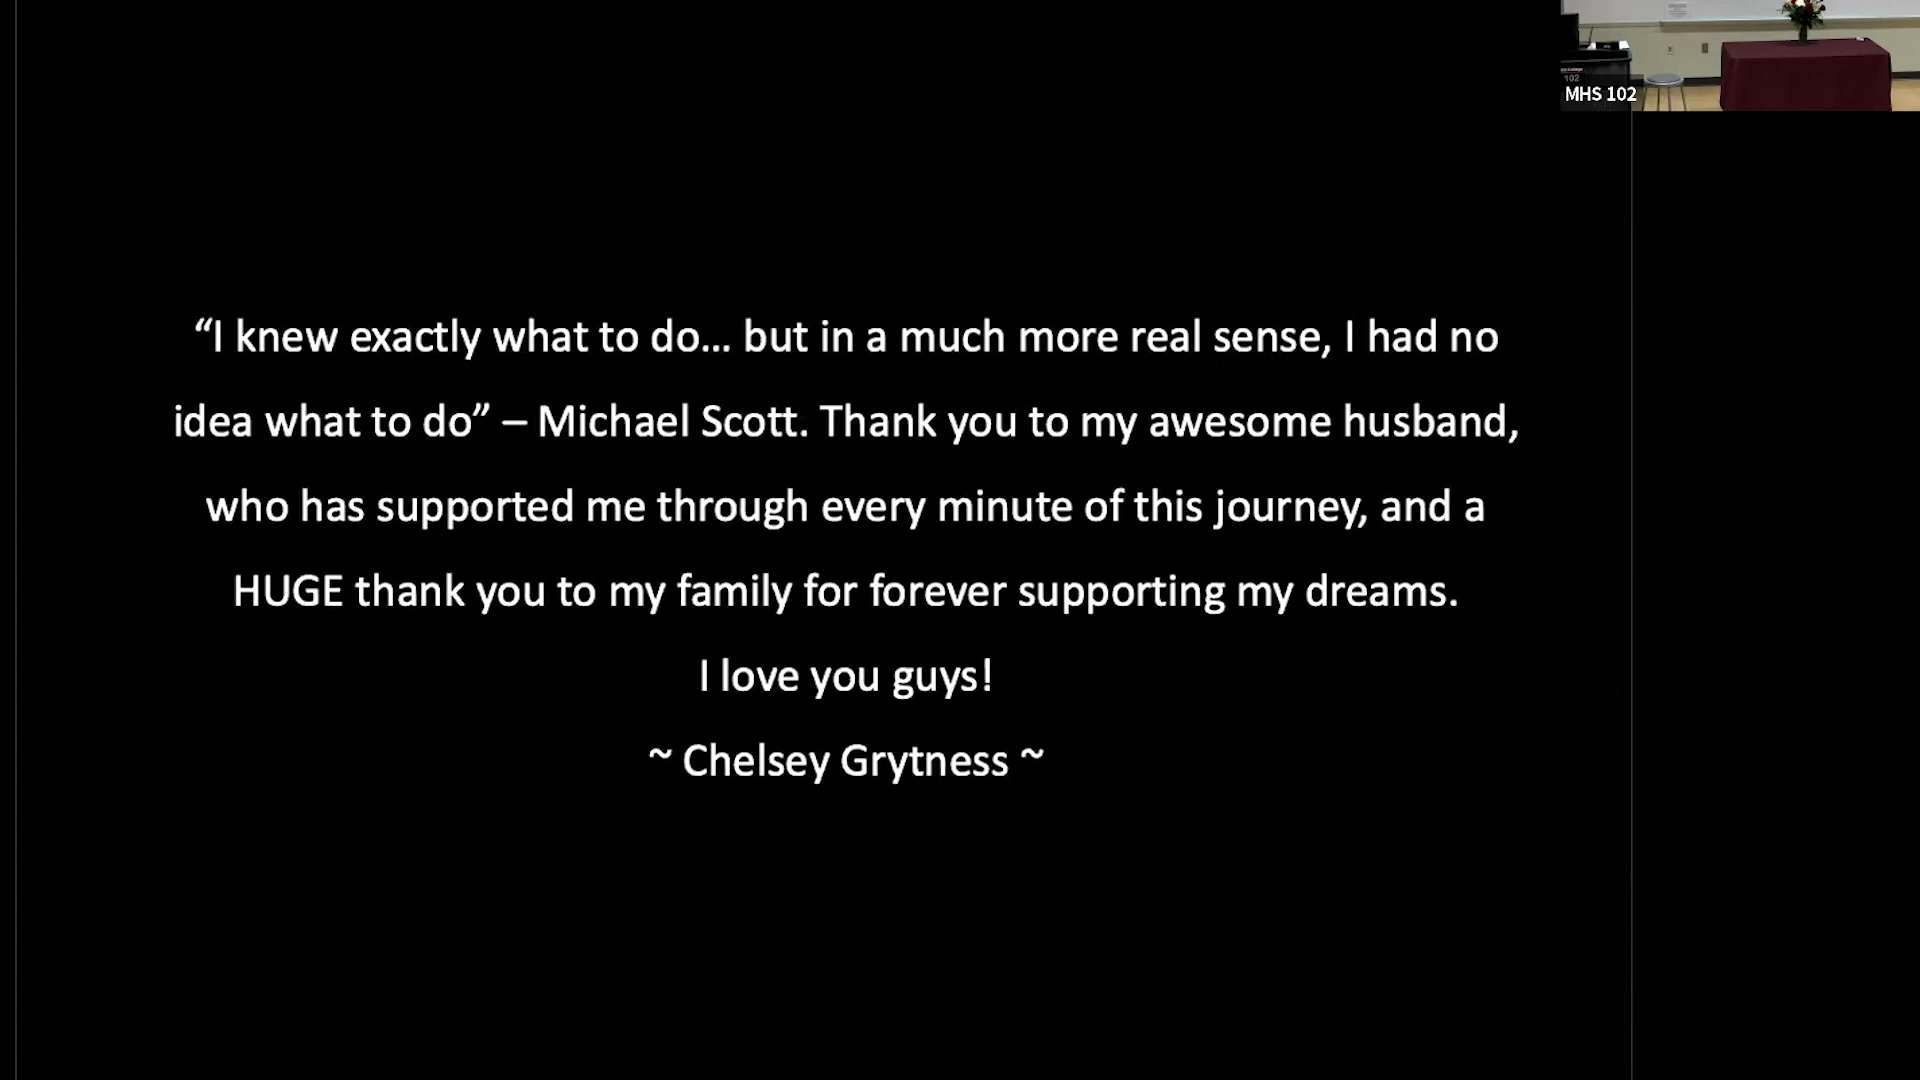 102
MHS 102
“I knew exactly what to do... but in a much more real sense, I had no
idea what to do” – Michael Scott. Thank you to my awesome husband,
who has supported me through every minute of this journey, and a
HUGE thank you to my family for forever supporting my dreams.
I love you guys!
~ Chelsey Grytness ~